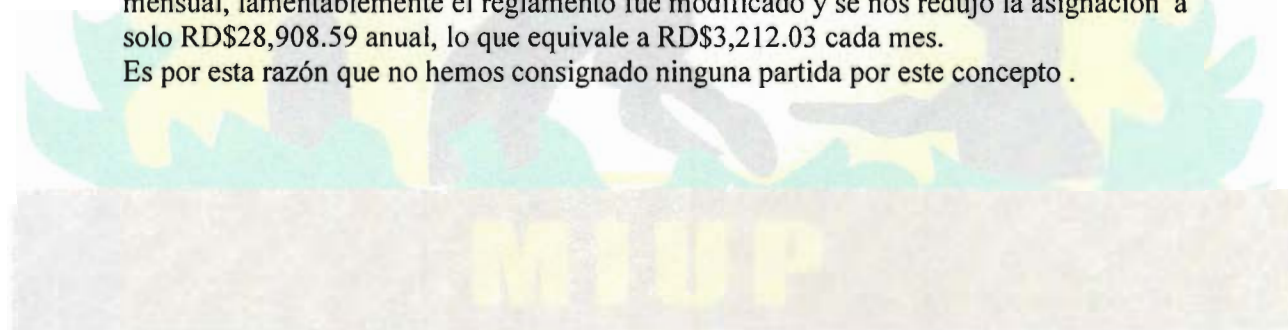 mensual, lamentablemente el reglamento fue modificado y se nos redujo la asignación a
solo RD$28,908.59 anual, lo que equivale a RD$3,212.03 cada mes.
Es por esta razón que no hemos consignado ninguna partida por este concepto .
MIUP